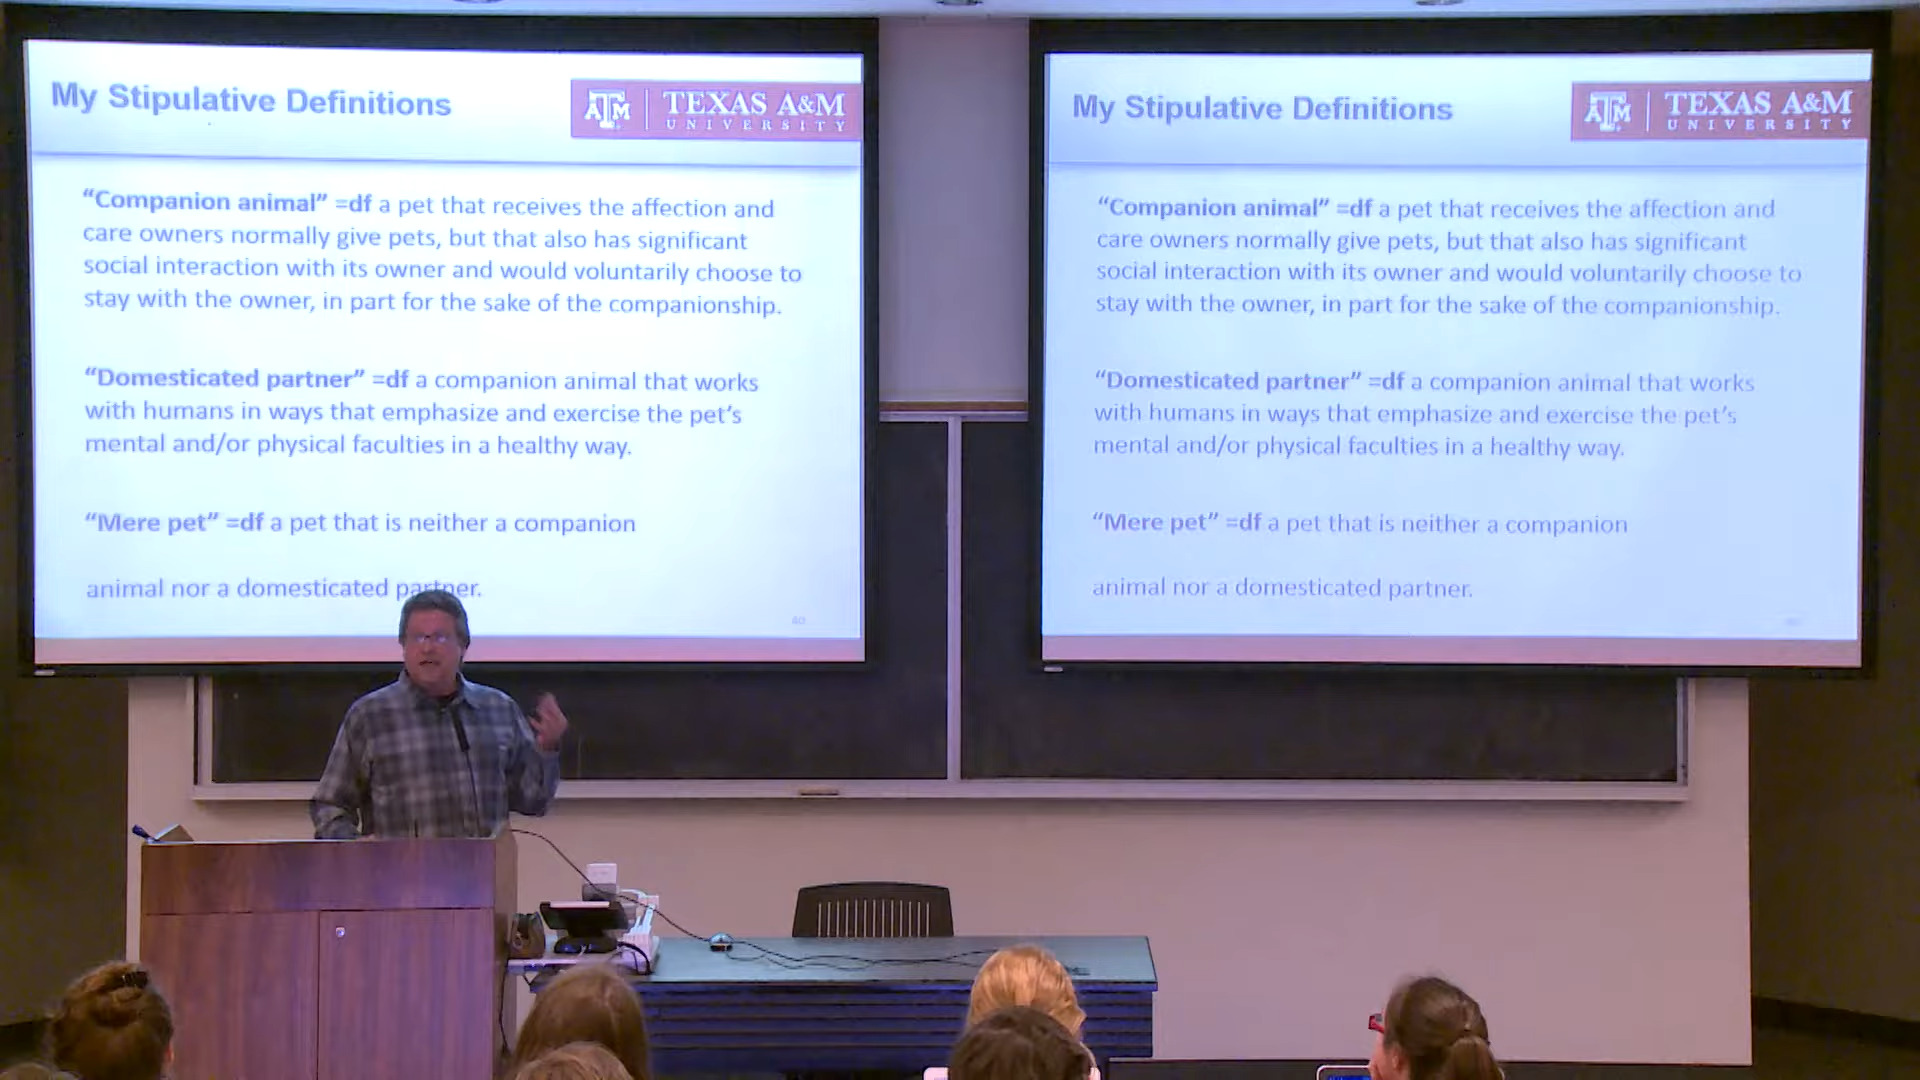 My Stipulative Definitions
ATM
TEXAS A&M
UNIVERSITY
“Companion animal” =df a pet that receives the affection and
care owners normally give pets, but that also has significant
social interaction with its owner and would voluntarily choose to
stay with the owner, in part for the sake of the companionship.
“Domesticated partner” =df a companion animal that works
with humans in ways that emphasize and exercise the pet’s
mental and/or physical faculties in a healthy way.
“Mere pet” =df a pet that is neither a companion
animal nor a domesticated partner.
My Stipulative Definitions
ATM
TEXAS A&M
UNIVERSITY
“Companion animal” =df a pet that receives the affection and
care owners normally give pets, but that also has significant
social interaction with its owner and would voluntarily choose to
stay with the owner, in part for the sake of the companionship.
“Domesticated partner” =df a companion animal that works
with humans in ways that emphasize and exercise the pet’s
mental and/or physical faculties in a healthy way.
“Mere pet” =df a pet that is neither a companion
animal nor a domesticated partner.